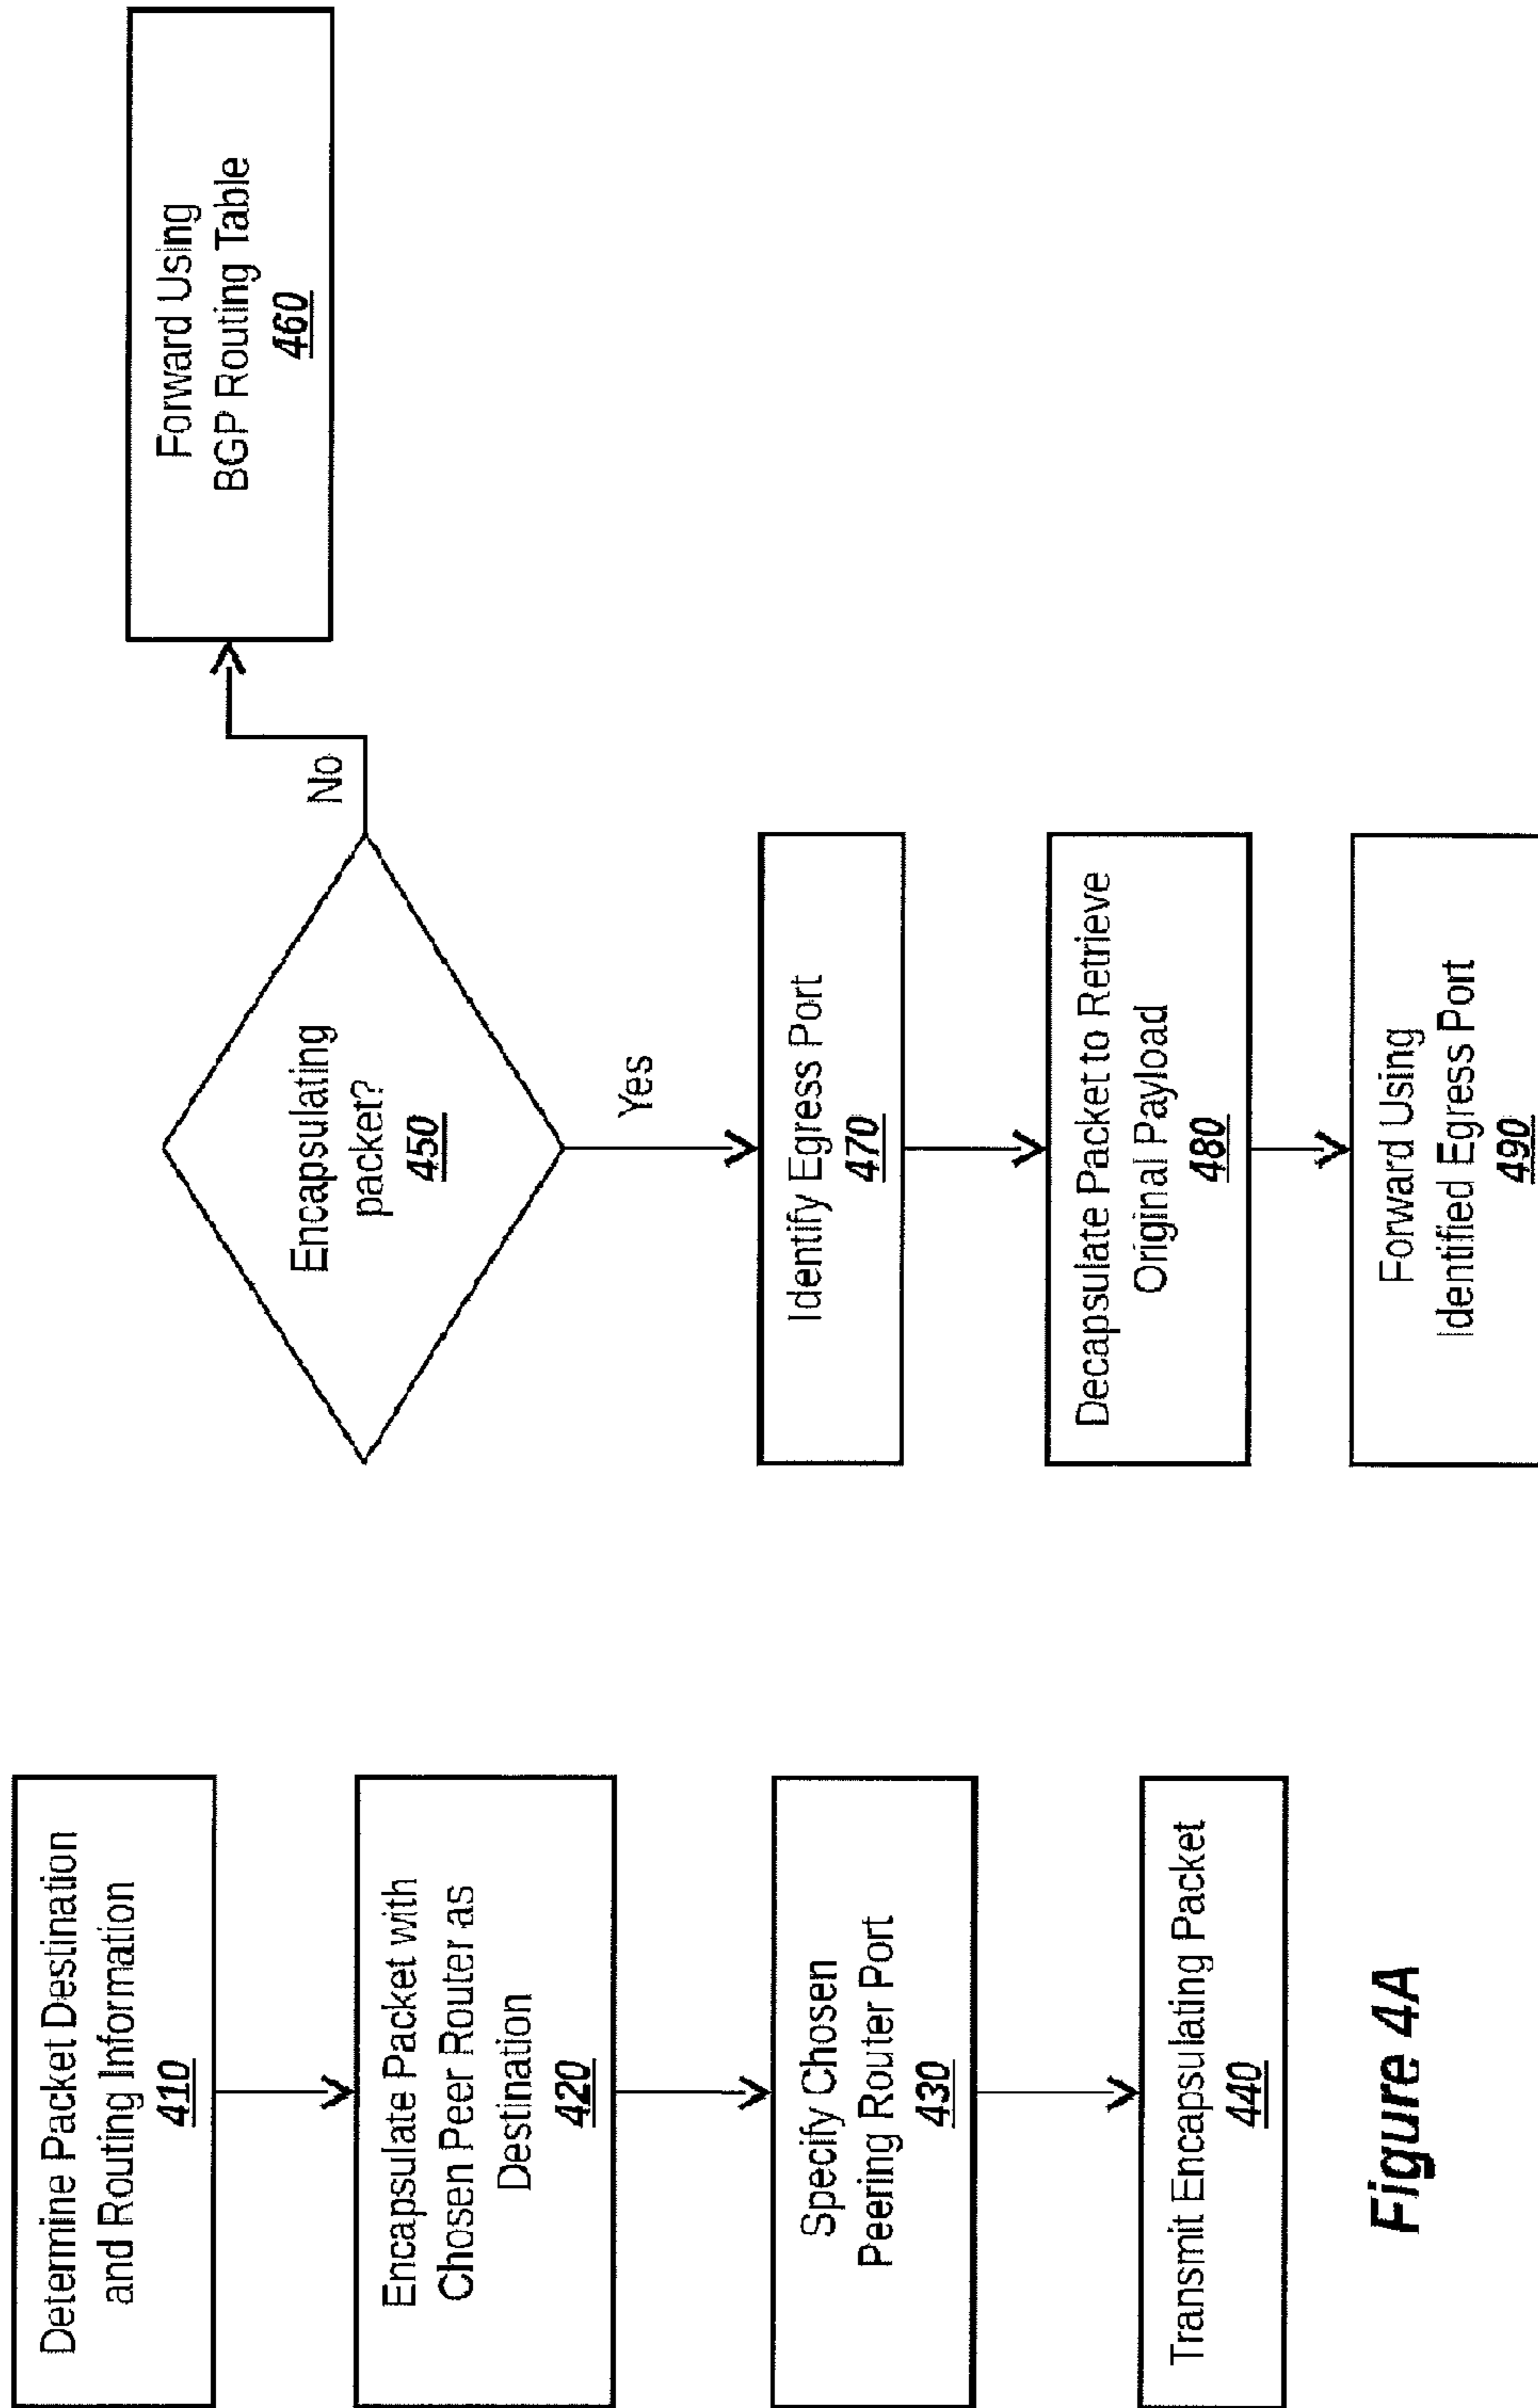 Determine Packet Destination
and Routing Information
410
Encapsulate Packet with
Chosen Peer Router as
Destination
420
Specify Chosen
Peering Router Port
430
Transmit Encapsulating Packet
440
Figure 4A
Encapsulating
packet?
450
No
Forward Using
BGP Routing Table
460
Yes
Identify Egress Port
470
Decapsulate Packet to Retrieve
Original Payload
480
Forward Using
Identified Egress Port
490